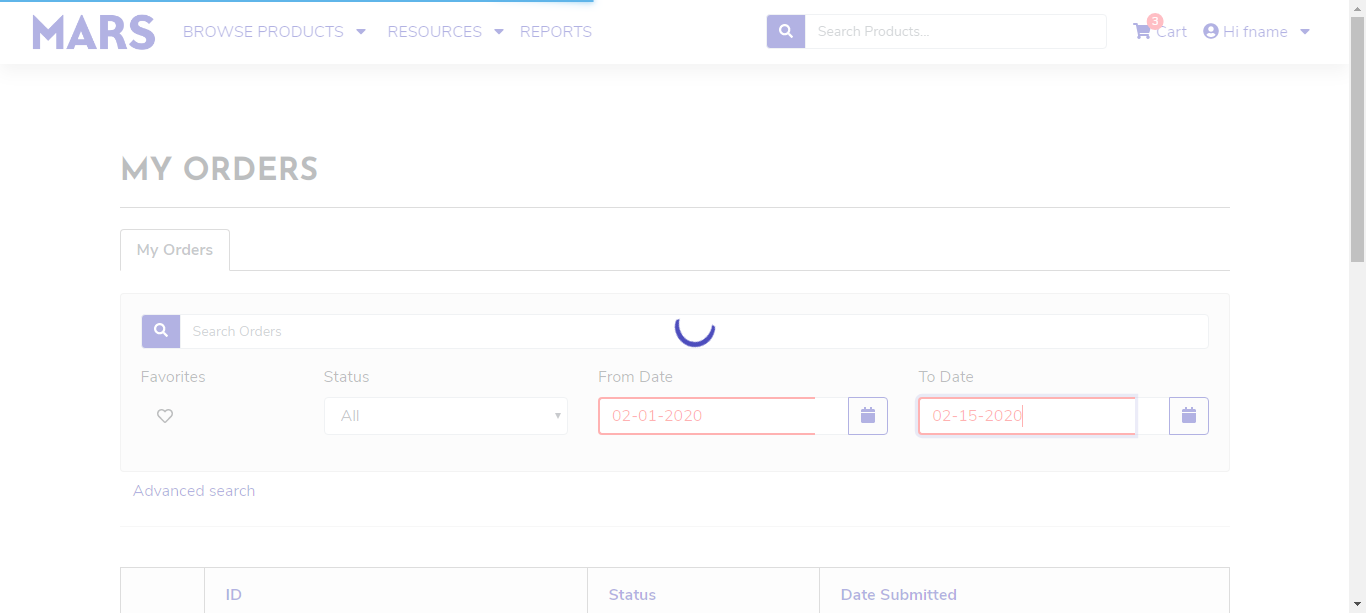 MARS BROWSE PRODUCTS RESOURCES REPORTS Search Products... 3 Cart Hi fname
MY ORDERS
My Orders
Search Orders
Favorites Status From Date To Date
All 02-01-2020 02-15-2020
Advanced search
ID Status Date Submitted